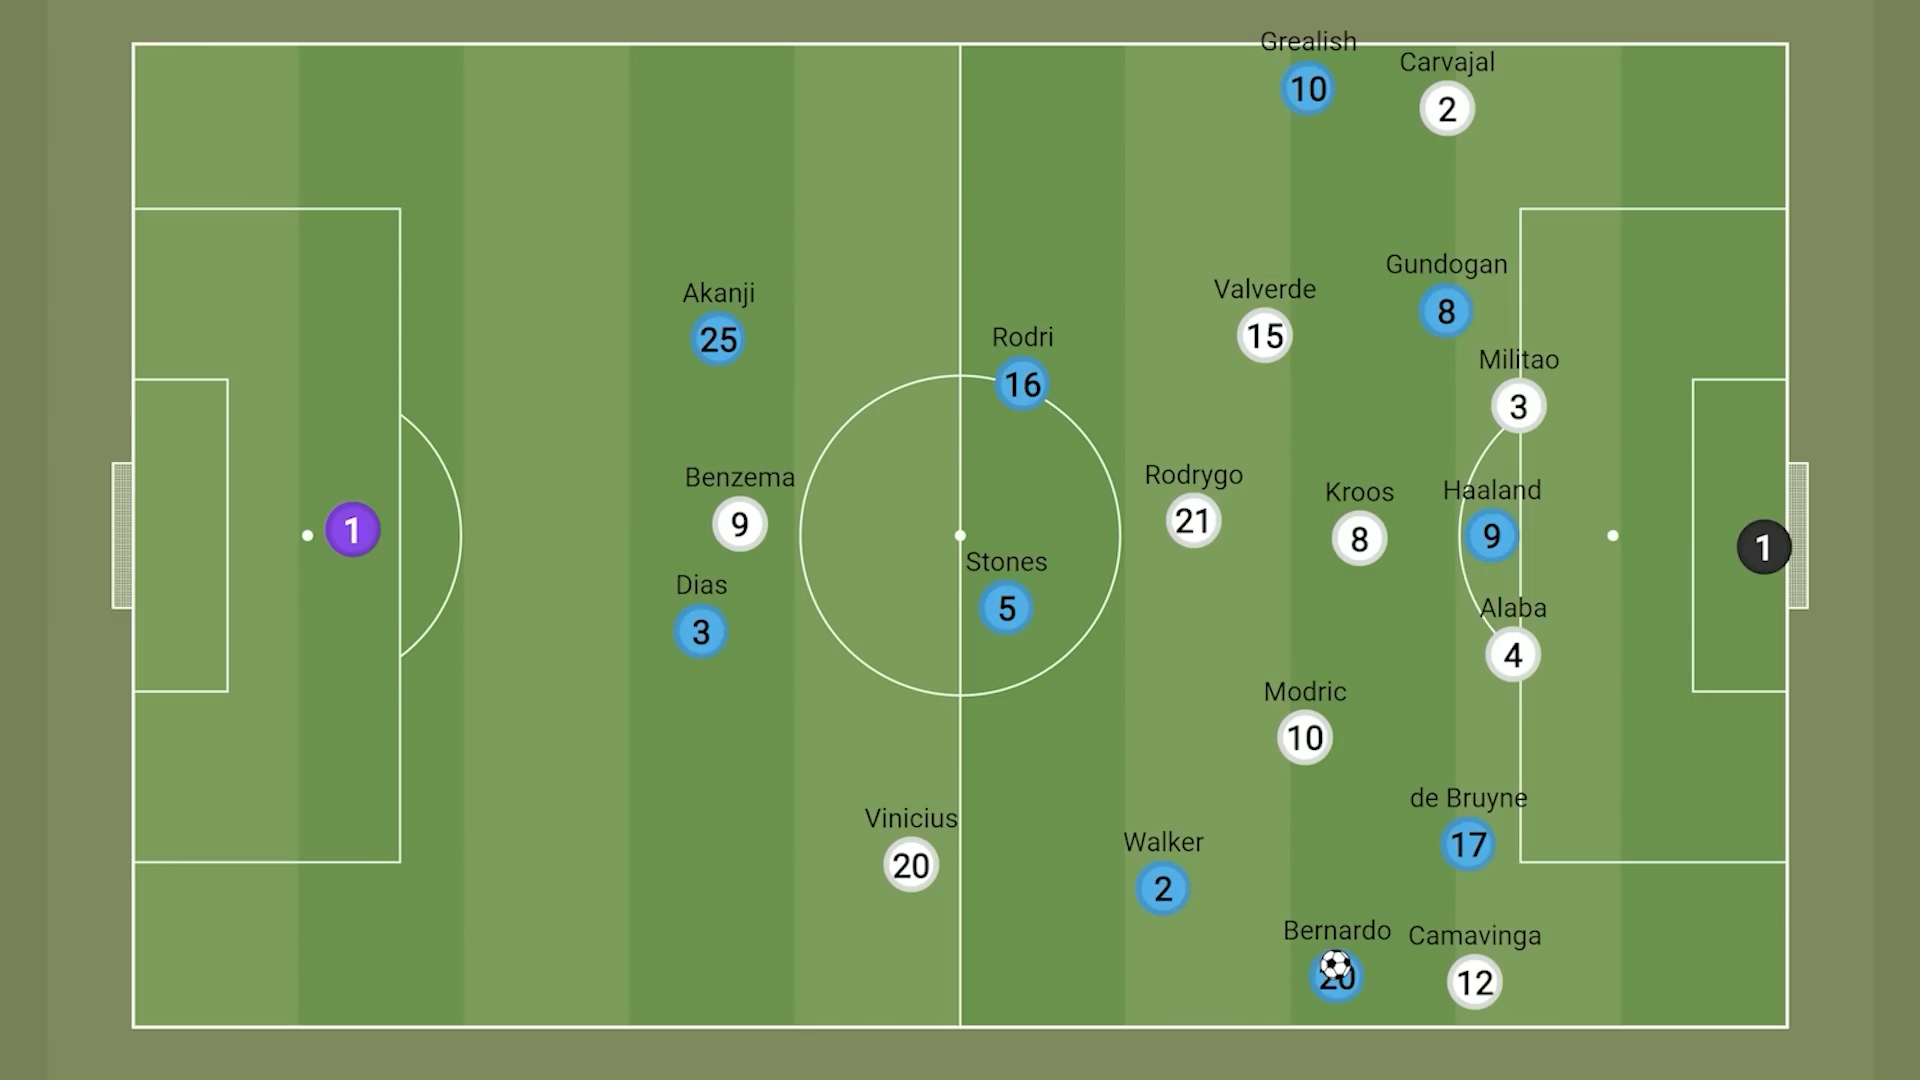 Grealish
10
Carvajal
2
Gundogan
8
Akanji
25
Valverde
15
Rodri
16
Militao
3
Benzema
9
Rodrygo
21
Kroos
8
Haaland
9
1
1
Stones
5
Dias
3
Alaba
4
Modric
10
de Bruyne
17
Vinicius
20
Walker
2
Bernardo
20
Camavinga
12